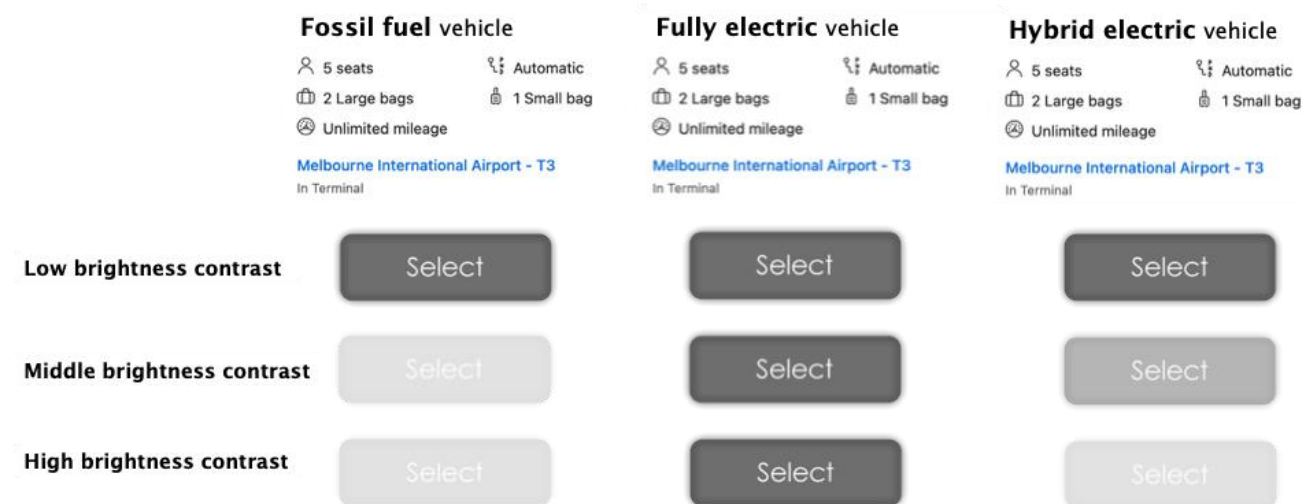 Fossil fuel vehicle
5 seats Automatic
2 Large bags 1 Small bag
Unlimited mileage
Melbourne International Airport - T3
In Terminal
Fully electric vehicle
5 seats Automatic
2 Large bags 1 Small bag
Unlimited mileage
Melbourne International Airport - T3
In Terminal
Hybrid electric vehicle
5 seats Automatic
2 Large bags 1 Small bag
Unlimited mileage
Melbourne International Airport - T3
In Terminal
Low brightness contrast Select Select Select
Middle brightness contrast Select Select Select
High brightness contrast Select Select Select